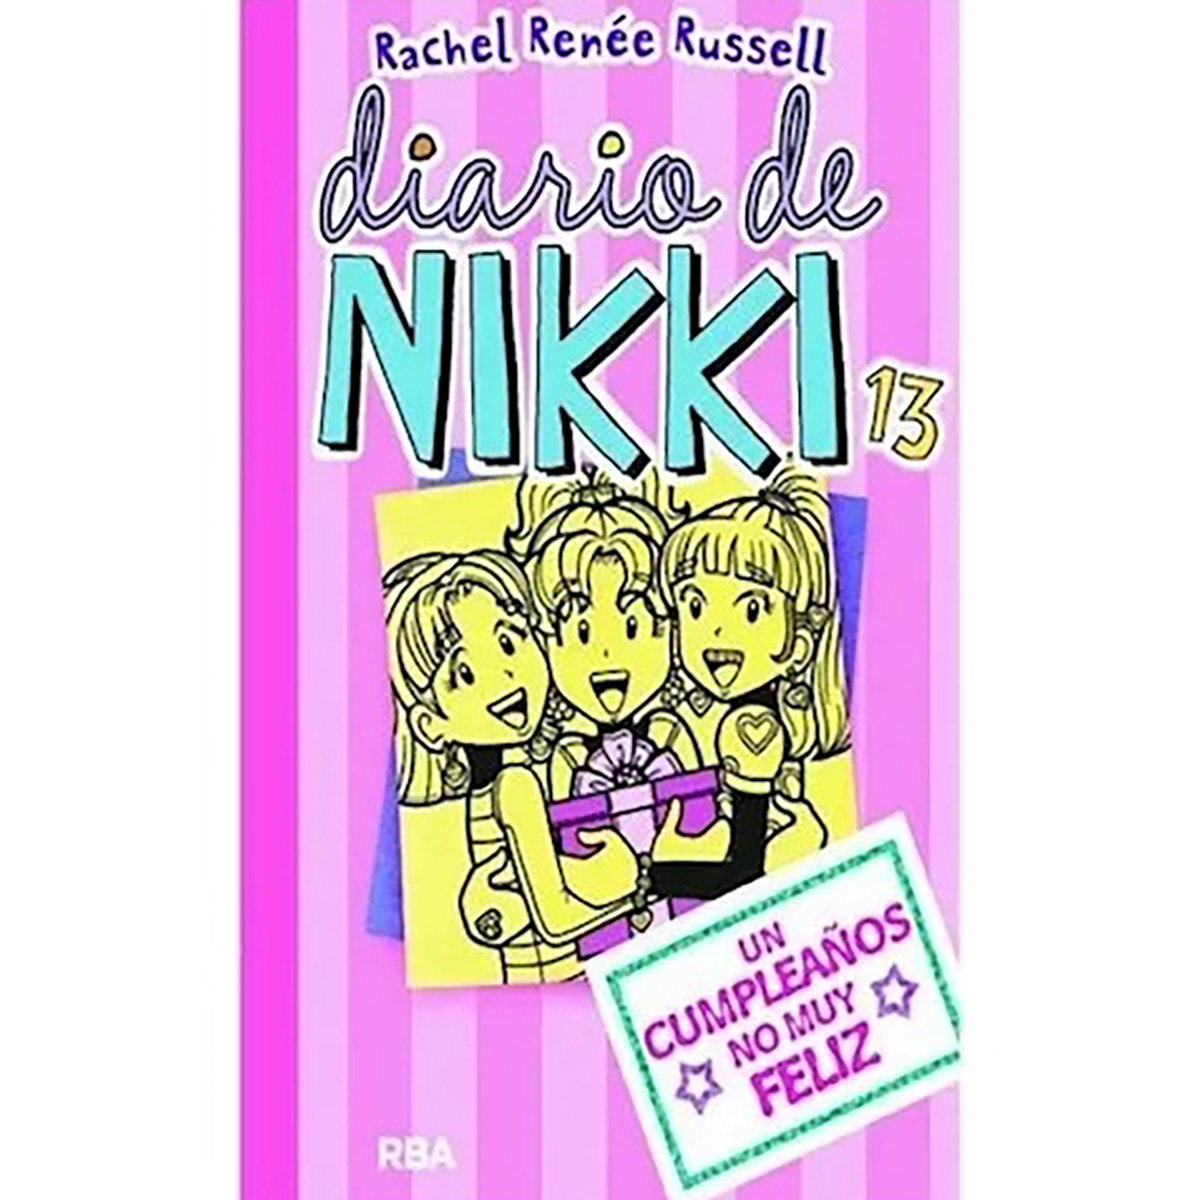 Rachel Renée Russell
diario de
NIKKI
13
UN
CUMPLEAÑOS
NO MUY
FELIZ
RBA